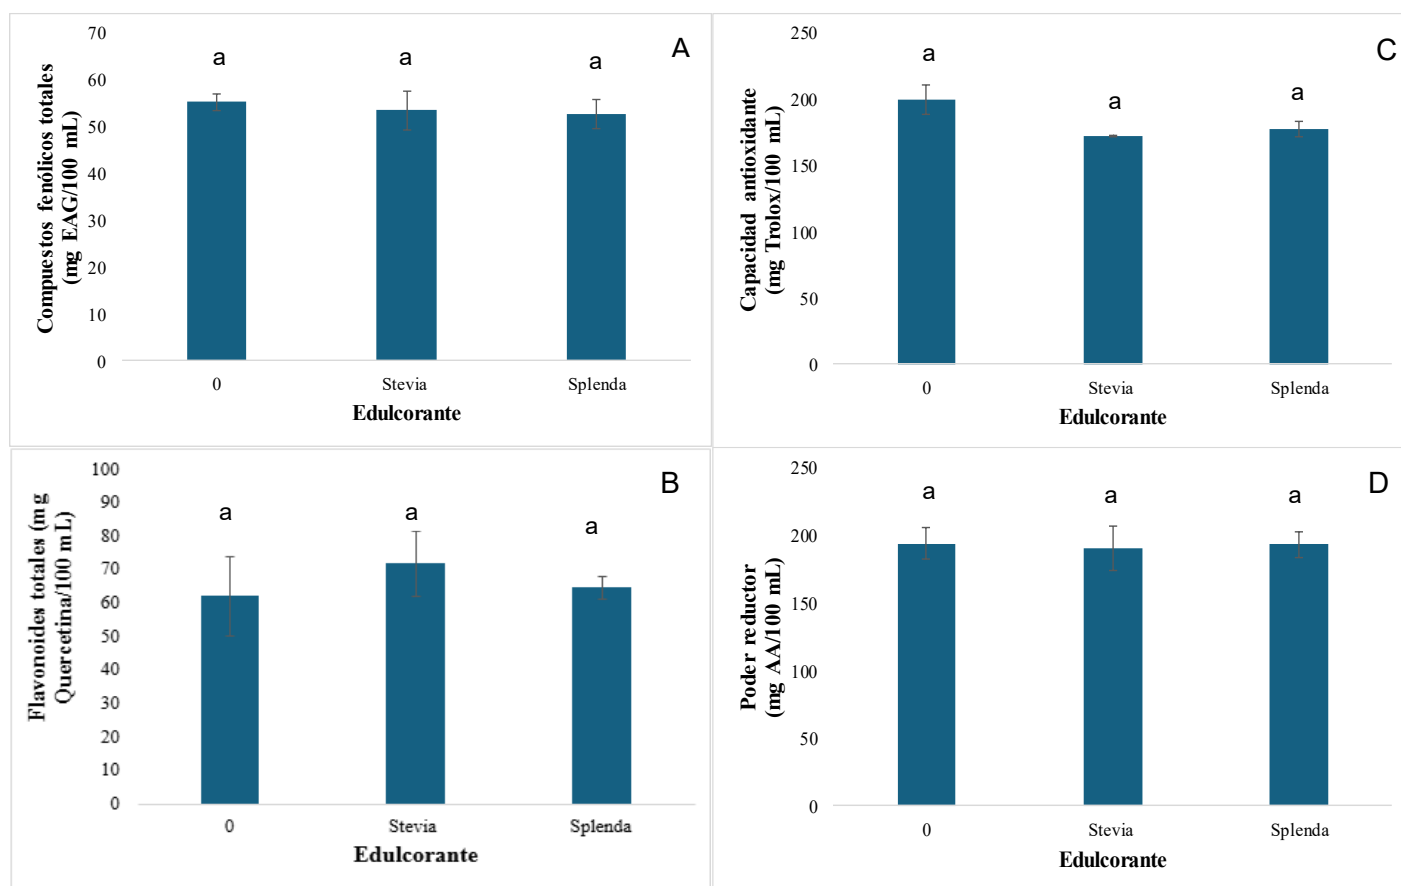 A
Compuestos fenólicos totales
(mg EAG/100 mL)
70
60
50
40
30
20
10
0
a
a
a
0
Stevia
Splenda
Edulcorante
C
Capacidad antioxidante
(mg Trolox/100 mL)
250
200
150
100
50
0
a
a
a
0
Stevia
Splenda
Edulcorante
B
Flavonoides totales (mg
Quercetina/100 mL)
100
90
80
70
60
50
40
30
20
10
0
a
a
a
0
Stevia
Splenda
Edulcorante
D
Poder reductor
(mg AA/100 mL)
250
200
150
100
50
0
a
a
a
0
Stevia
Splenda
Edulcorante